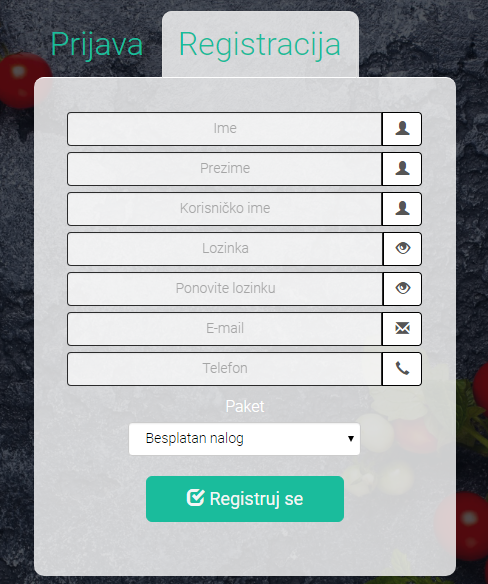 Prijava Registracija
Ime
Prezime
Korisničko ime
Lozinka
Ponovite lozinku
E-mail
Telefon
Paket
Besplatan nalog
Registruj se